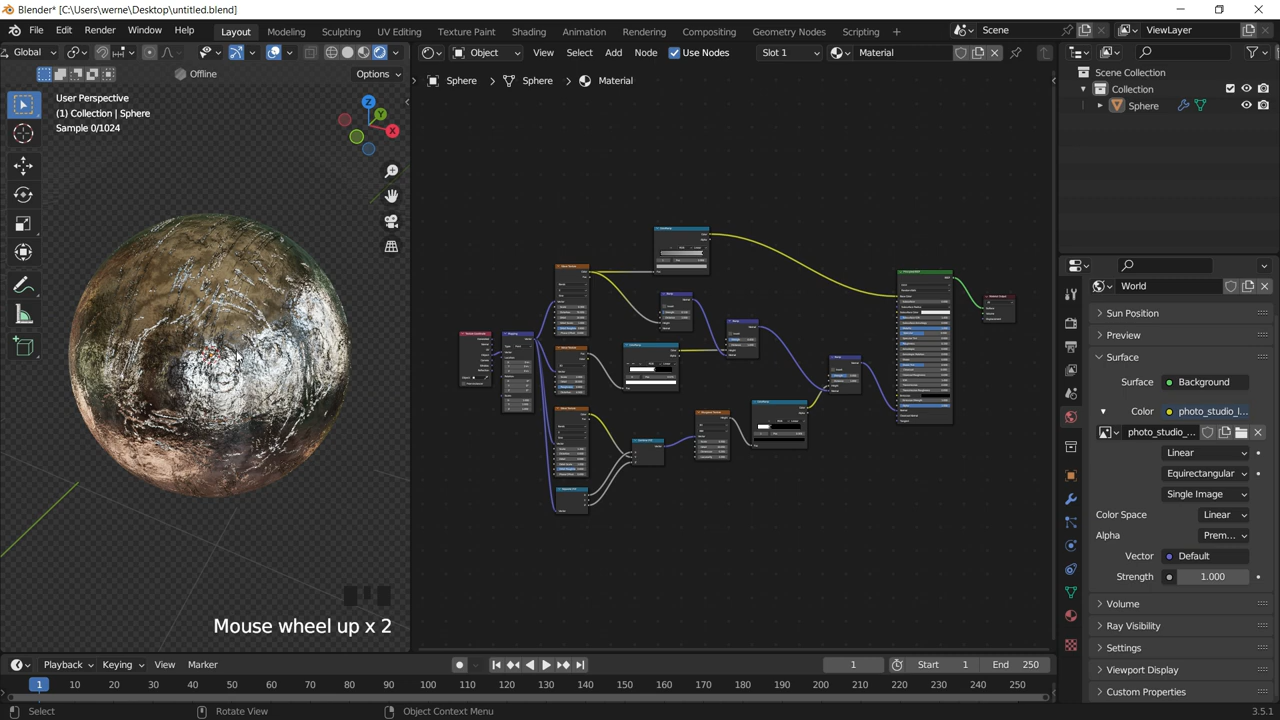 Blender* [C:\Users\werne\Desktop\untitled.blend]
File Edit Render Window Help Layout Modeling Sculpting UV Editing Texture Paint Shading Animation Rendering Compositing Geometry Nodes Scripting + Scene ViewLayer
Global Object View Select Add Node Use Nodes Slot 1 Material
Offline Options
Sphere > Sphere > Material
User Perspective
(1) Collection | Sphere
Sample 0/1024
Z
Y
X
Scene Collection
Collection
Sphere
World
Sun Position
Preview
Surface
Surface Background
Color photo_studio_l...
photo_studio_...
Linear
Equirectangular
Single Image
Color Space Linear
Alpha Prem...
Vector Default
Strength 1.000
Volume
Ray Visibility
Settings
Viewport Display
Custom Properties
Mouse wheel up x 2
Playback Keying View Marker 1 Start 1 End 250
1 10 20 30 40 50 60 70 80 90 100 110 120 130 140 150 160 170 180 190 200 210 220 230 240 250
Select Rotate View Object Context Menu 3.5.1